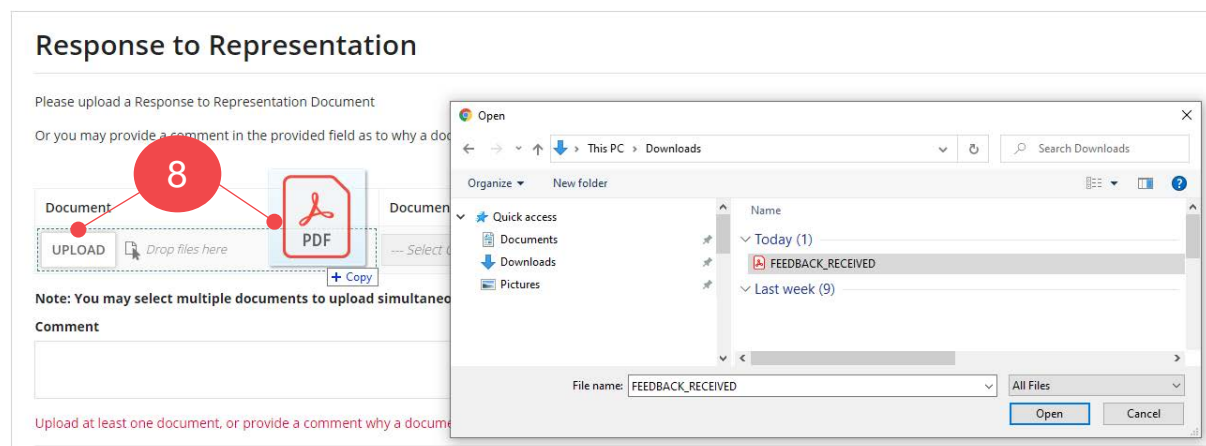 Response to Representation
Please upload a Response to Representation Document
Or you may provide a comment in the provided field as to why a doc
8
Document
Documen
UPLOAD
Drop files here
PDF
--- Select
+ Copy
Note: You may select multiple documents to upload simultaneo
Comment
Upload at least one document, or provide a comment why a docume
Open
This PC > Downloads
Search Downloads
Organize
New folder
?
Quick access
Documents
Downloads
Pictures
Name
Today (1)
FEEDBACK_RECEIVED
Last week (9)
File name: FEEDBACK_RECEIVED
All Files
Open
Cancel